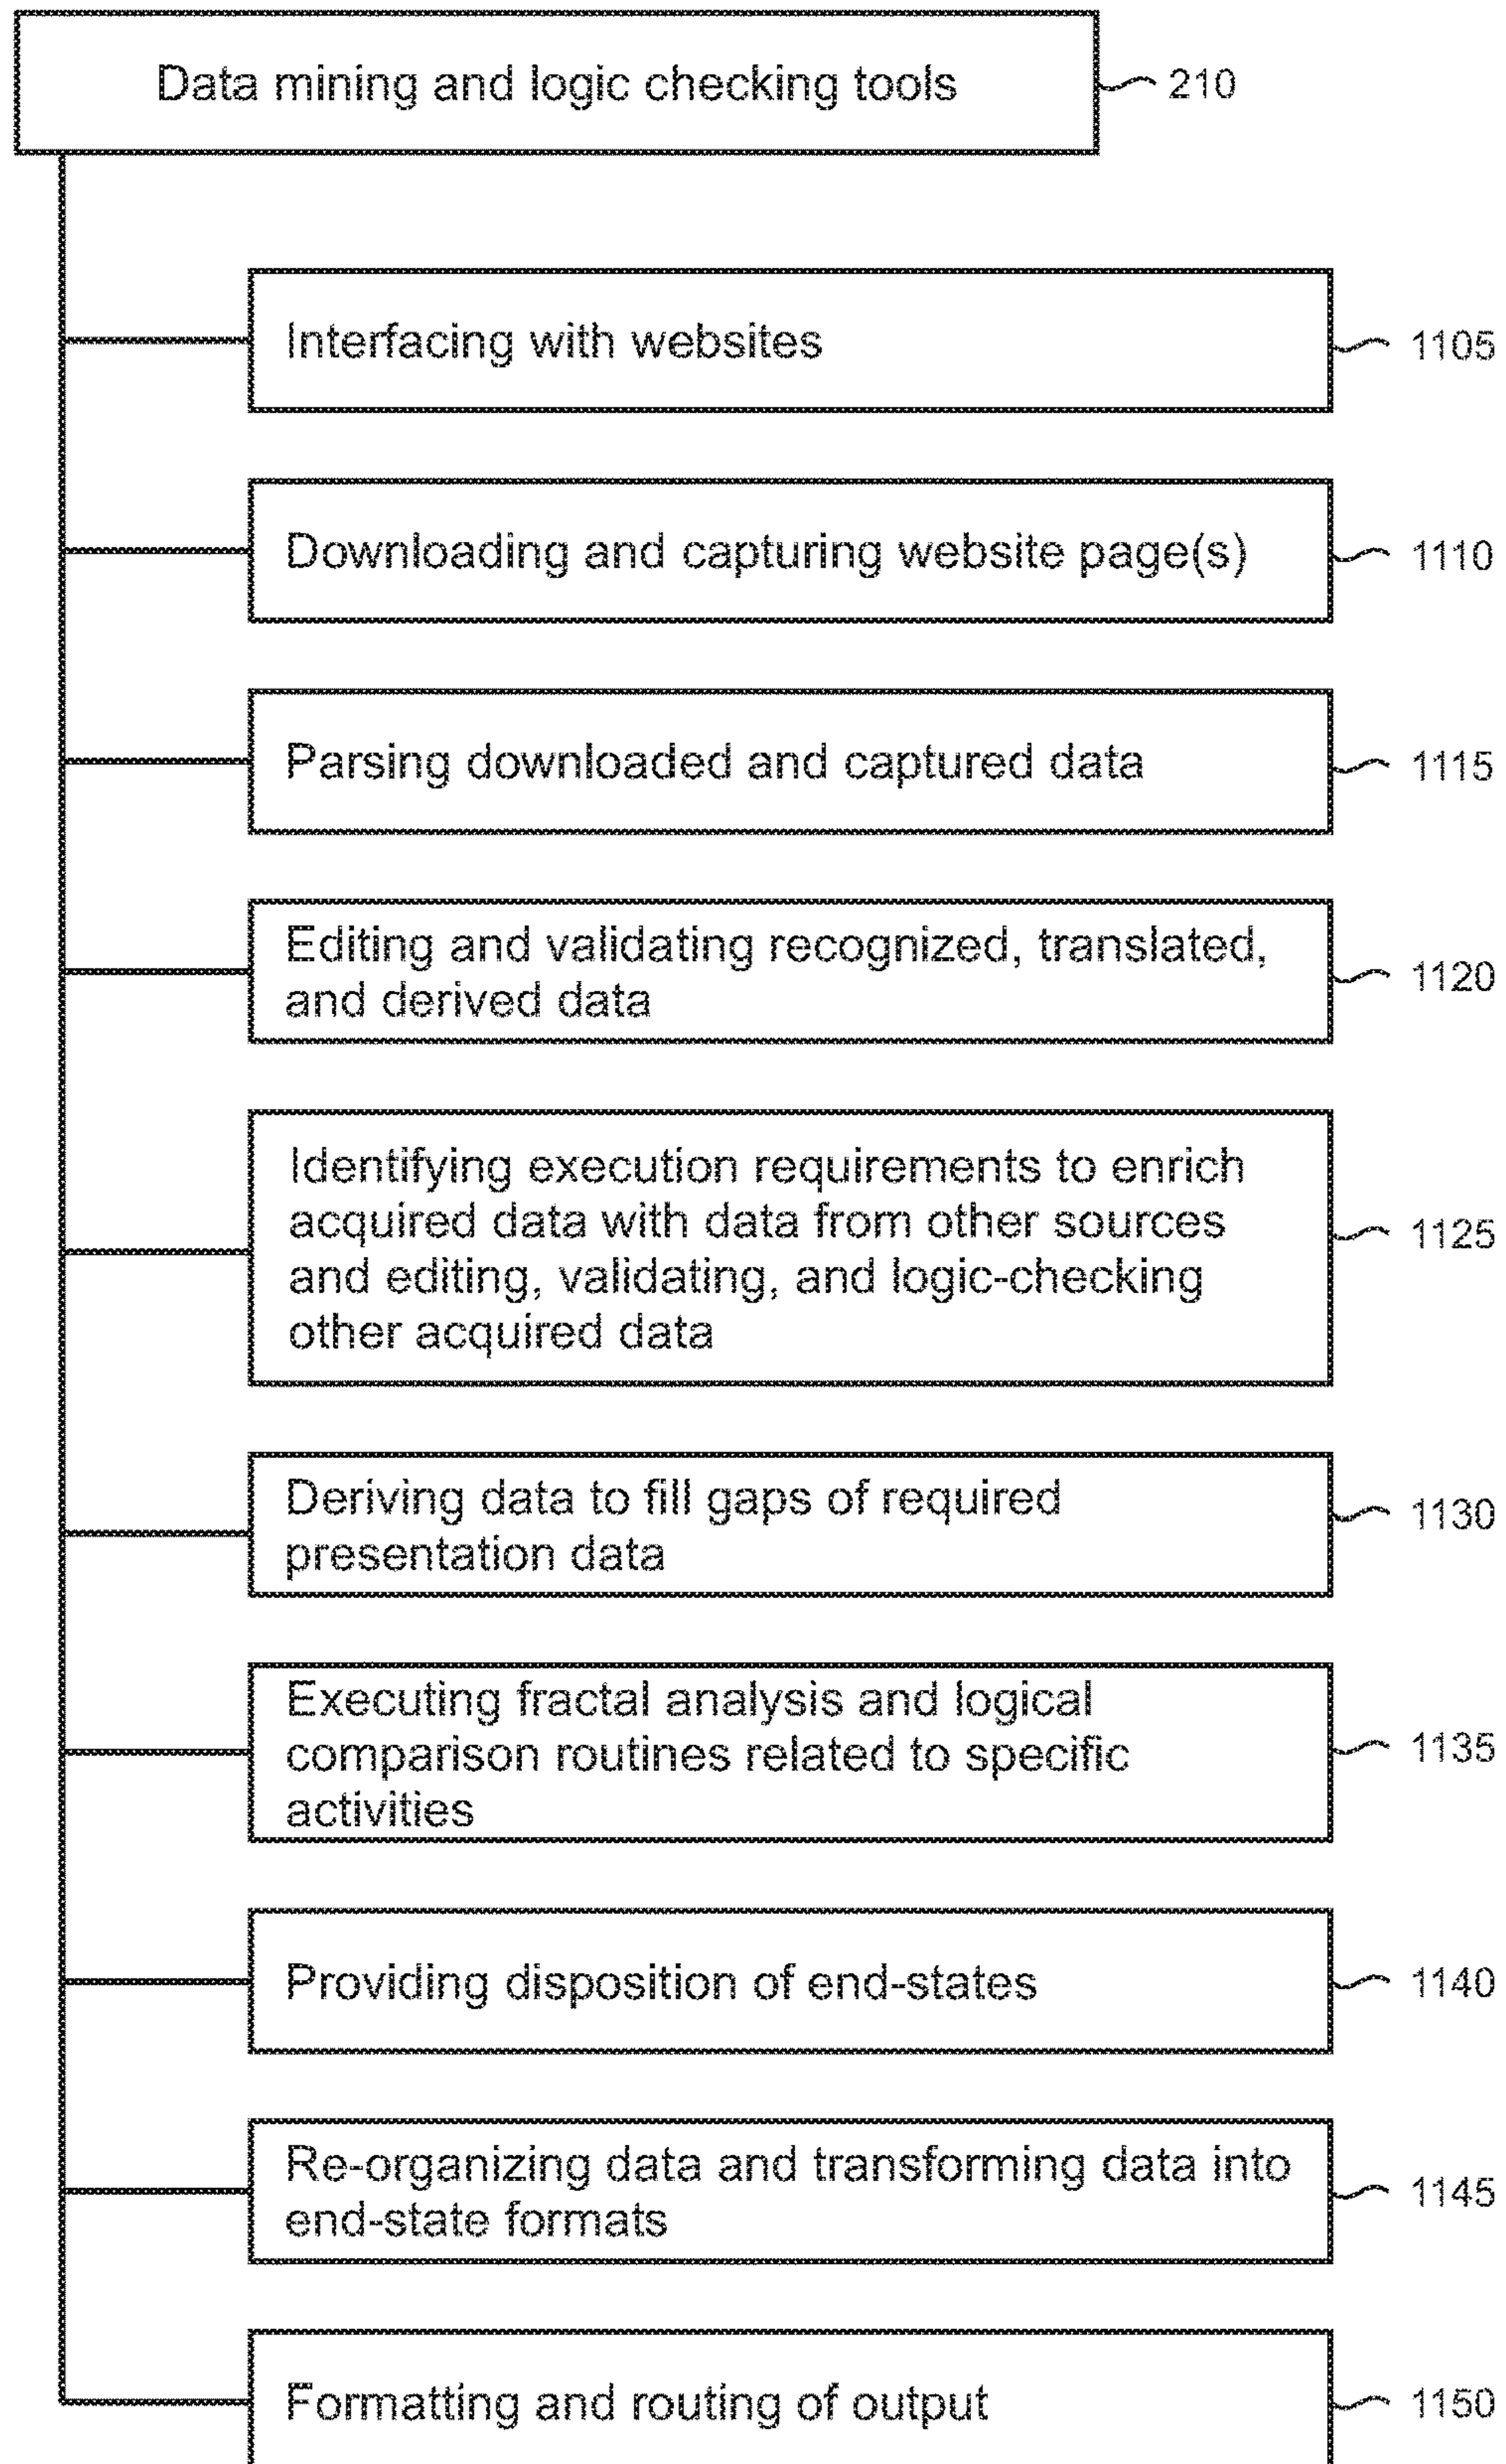 Data mining and logic checking tools
210
Interfacing with websites
1105
Downloading and capturing website page(s)
1110
Parsing downloaded and captured data
1115
Editing and validating recognized, translated,
and derived data
1120
Identifying execution requirements to enrich
acquired data with data from other sources
and editing, validating, and logic-checking
other acquired data
1125
Deriving data to fill gaps of required
presentation data
1130
Executing fractal analysis and logical
comparison routines related to specific
activities
1135
Providing disposition of end-states
1140
Re-organizing data and transforming data into
end-state formats
1145
Formatting and routing of output
1150